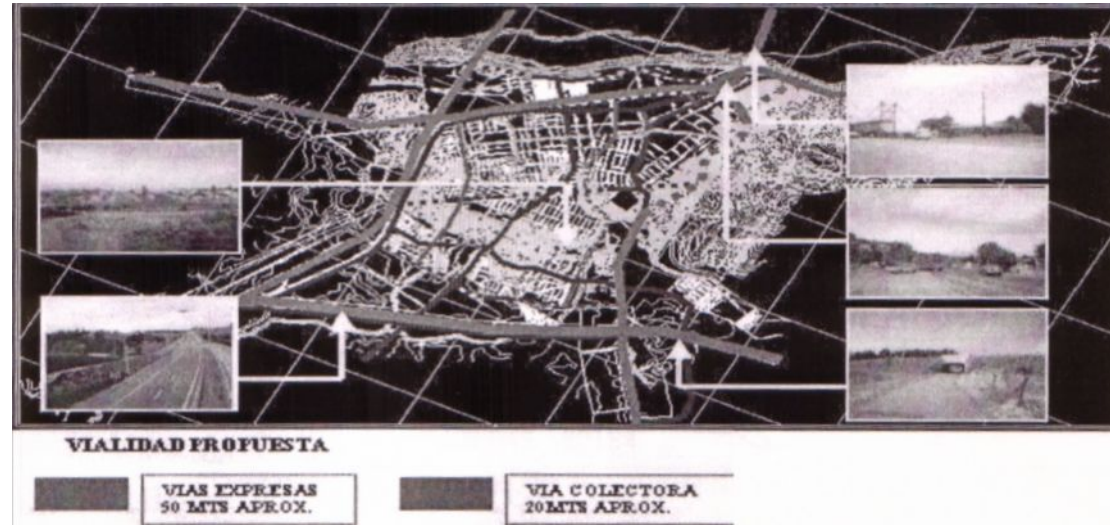 VIALIDAD PROPUESTA
VIAS EXPRESAS
50 MTS APROX.
VIA COLECTORA
20MTS APROX.